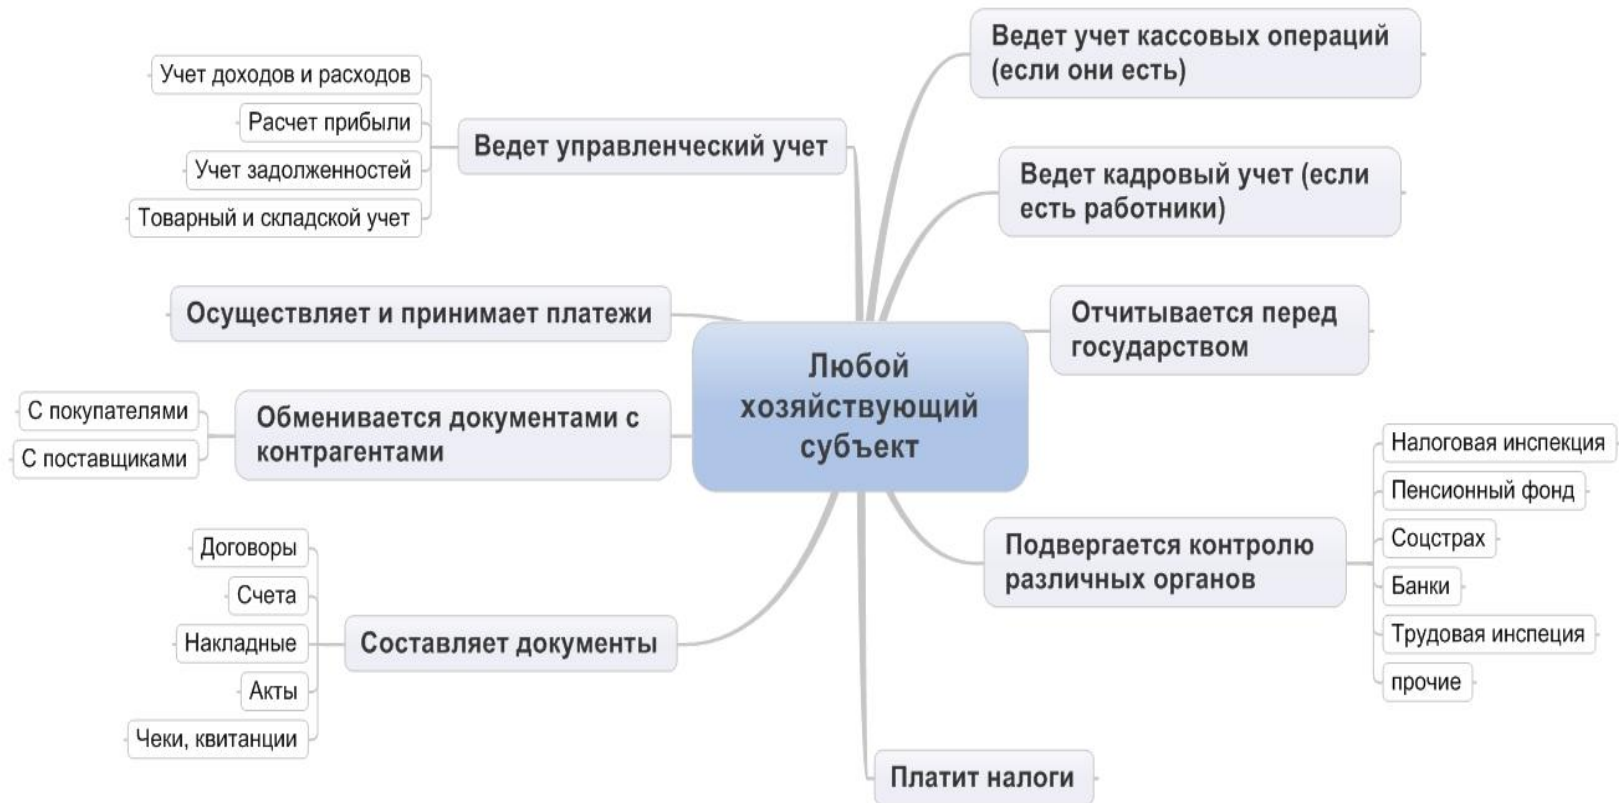 Ведет учет кассовых операций
(если они есть)
Учет доходов и расходов
Расчет прибыли
Ведет управленческий учет
Учет задолженностей
Товарный и складской учет
Ведет кадровый учет (если
есть работники)
Осуществляет и принимает платежи
Отчитывается перед
государством
Любой
хозяйствующий
субъект
С покупателями
С поставщиками
Обменивается документами с
контрагентами
Налоговая инспекция
Пенсионный фонд
Соцстрах
Банки
Трудовая инспеция
прочие
Подвергается контролю
различных органов
Договоры
Счета
Накладные
Акты
Чеки, квитанции
Составляет документы
Платит налоги